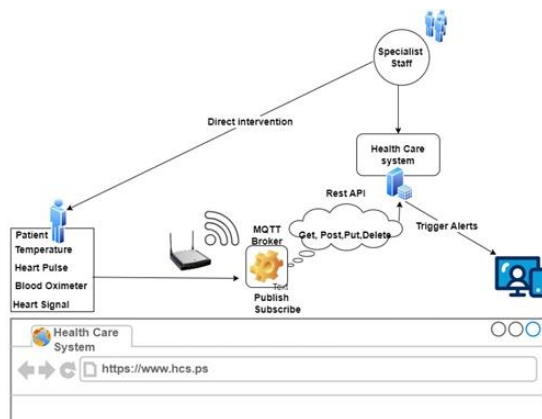 Specialist
Staff
Direct intervention
Health Care
system
Rest API
Patient
Temperature
Heart Pulse
Blood Oximeter
Heart Signal
MQTT
Broker
Text
Publish
Subscribe
Get, Post,Put,Delete
Trigger Alerts
Health Care
System
https://www.hcs.ps